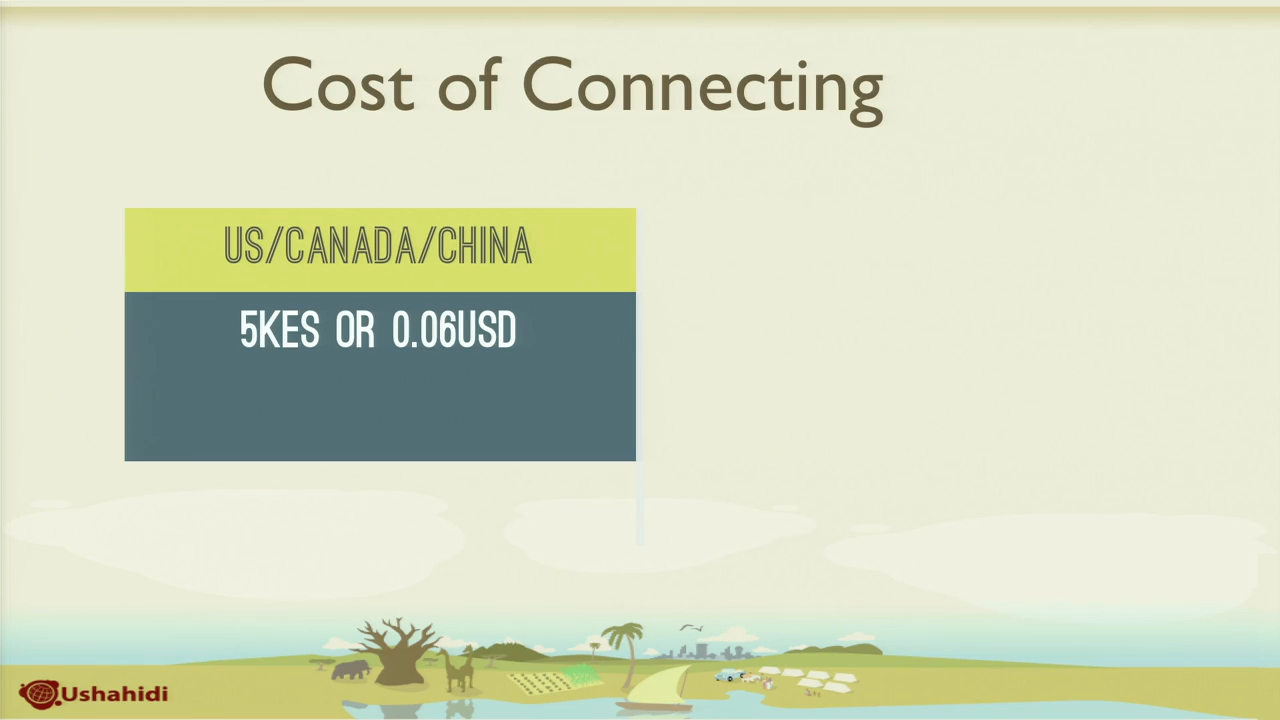 Cost of Connecting
US/CANADA/CHINA
5KES OR 0.06USD
Ushahidi